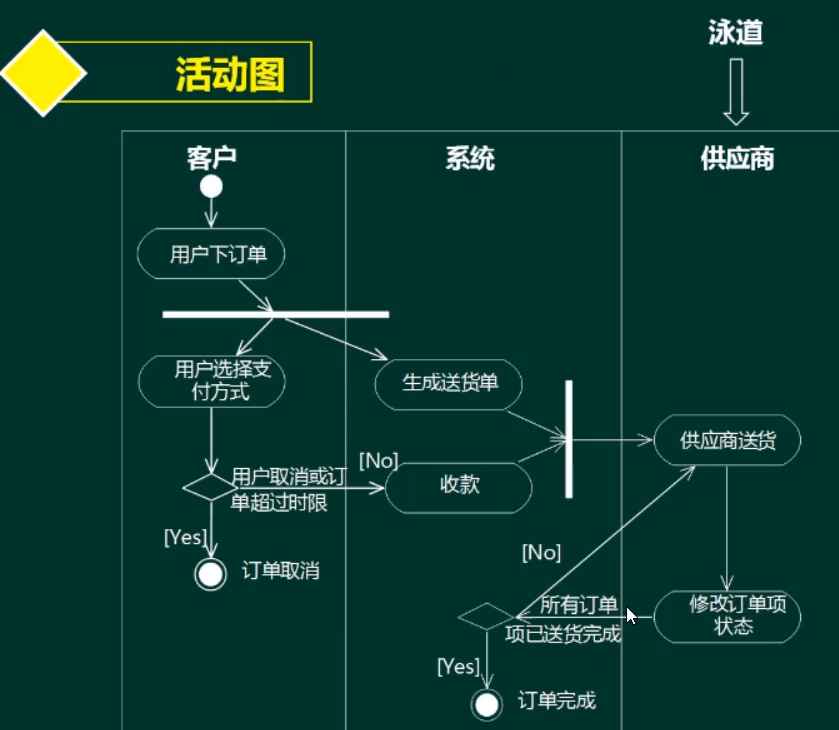 泳道
活动图
客户
系统
供应商
用户下订单
用户选择支
付方式
生成送货单
供应商送货
[No]
用户取消或订
单超过时限
收款
[Yes]
订单取消
[No]
所有订单
项已送货完成
修改订单项
状态
[Yes]
订单完成